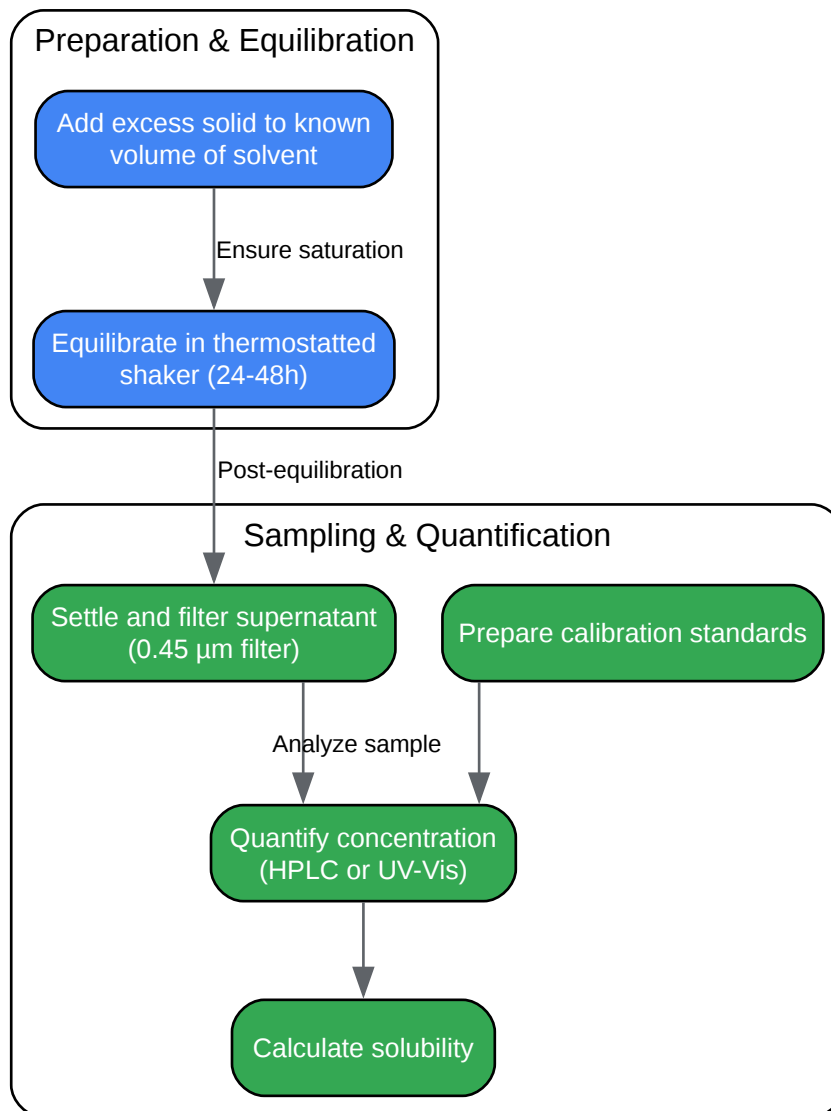 Preparation & Equilibration
Add excess solid to known
volume of solvent
Ensure saturation
Equilibrate in thermostatted
shaker (24-48h)
Post-equilibration
Sampling & Quantification
Settle and filter supernatant
(0.45 µm filter)
Prepare calibration standards
Analyze sample
Quantify concentration
(HPLC or UV-Vis)
Calculate solubility